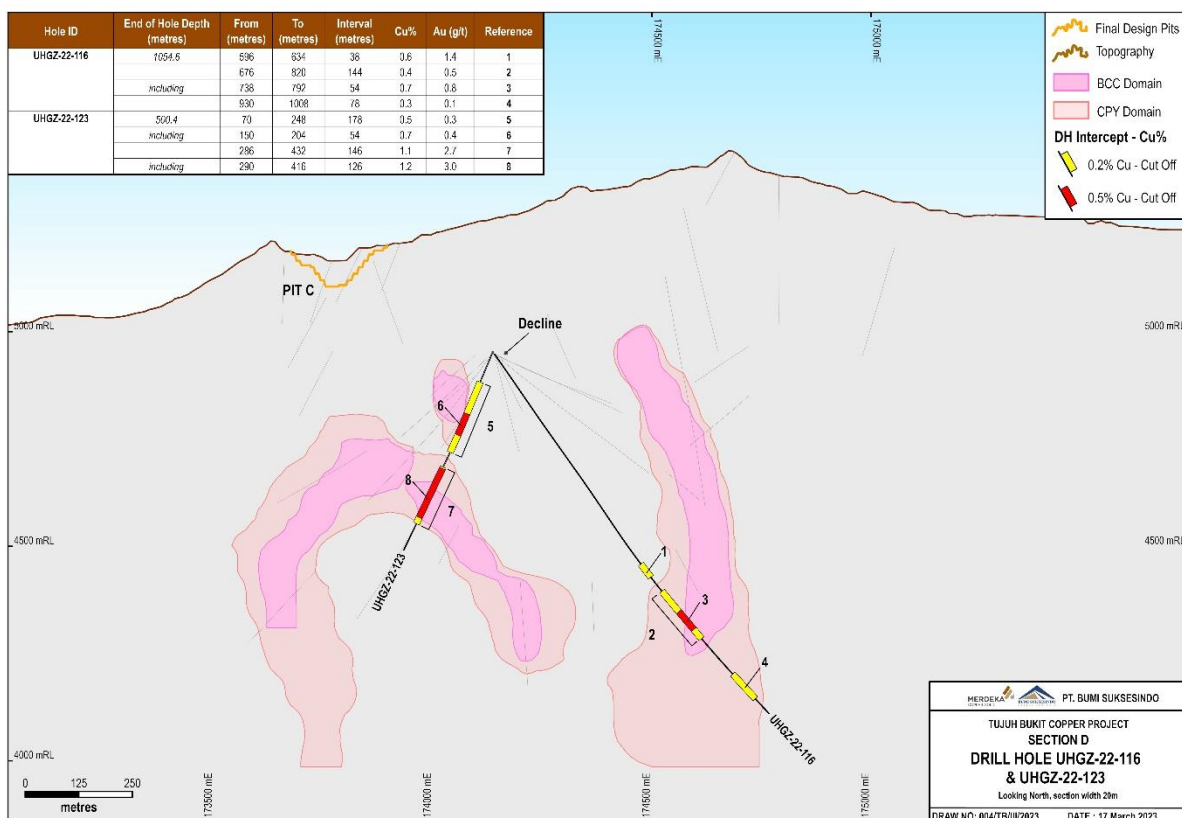 Hole ID End of Hole Depth (metres) From (metres) To (metres) Interval (metres) Cu% Au (g/t) Reference
UHGZ-22-116 1054.6 596 634 38 0.6 1.4 1
676 820 144 0.4 0.5 2
including 738 792 54 0.7 0.8 3
930 1008 78 0.3 0.1 4
UHGZ-22-123 500.4 70 248 178 0.5 0.3 5
including 150 204 54 0.7 0.4 6
286 432 146 1.1 2.7 7
including 290 416 126 1.2 3.0 8
174500 mE
175000 mE
Final Design Pits
Topography
BCC Domain
CPY Domain
DH Intercept - Cu%
0.2% Cu - Cut Off
0.5% Cu - Cut Off
PIT C
5000 mRL
Decline
5000 mRL
6
5
8
7
4500 mRL
4500 mRL
UHGZ-22-123
1
3
2
4
UHGZ-22-116
4000 mRL
4000 mRL
0 125 250
metres
173500 mE
174000 mE
174500 mE
175000 mE
MERDEKA
PT. BUMI SUKSESINDO
TUJUH BUKIT COPPER PROJECT
SECTION D
DRILL HOLE UHGZ-22-116
& UHGZ-22-123
Looking North, section width 20m
DRAW NO: 004/TB/III/2023 DATE : 17 March 2023